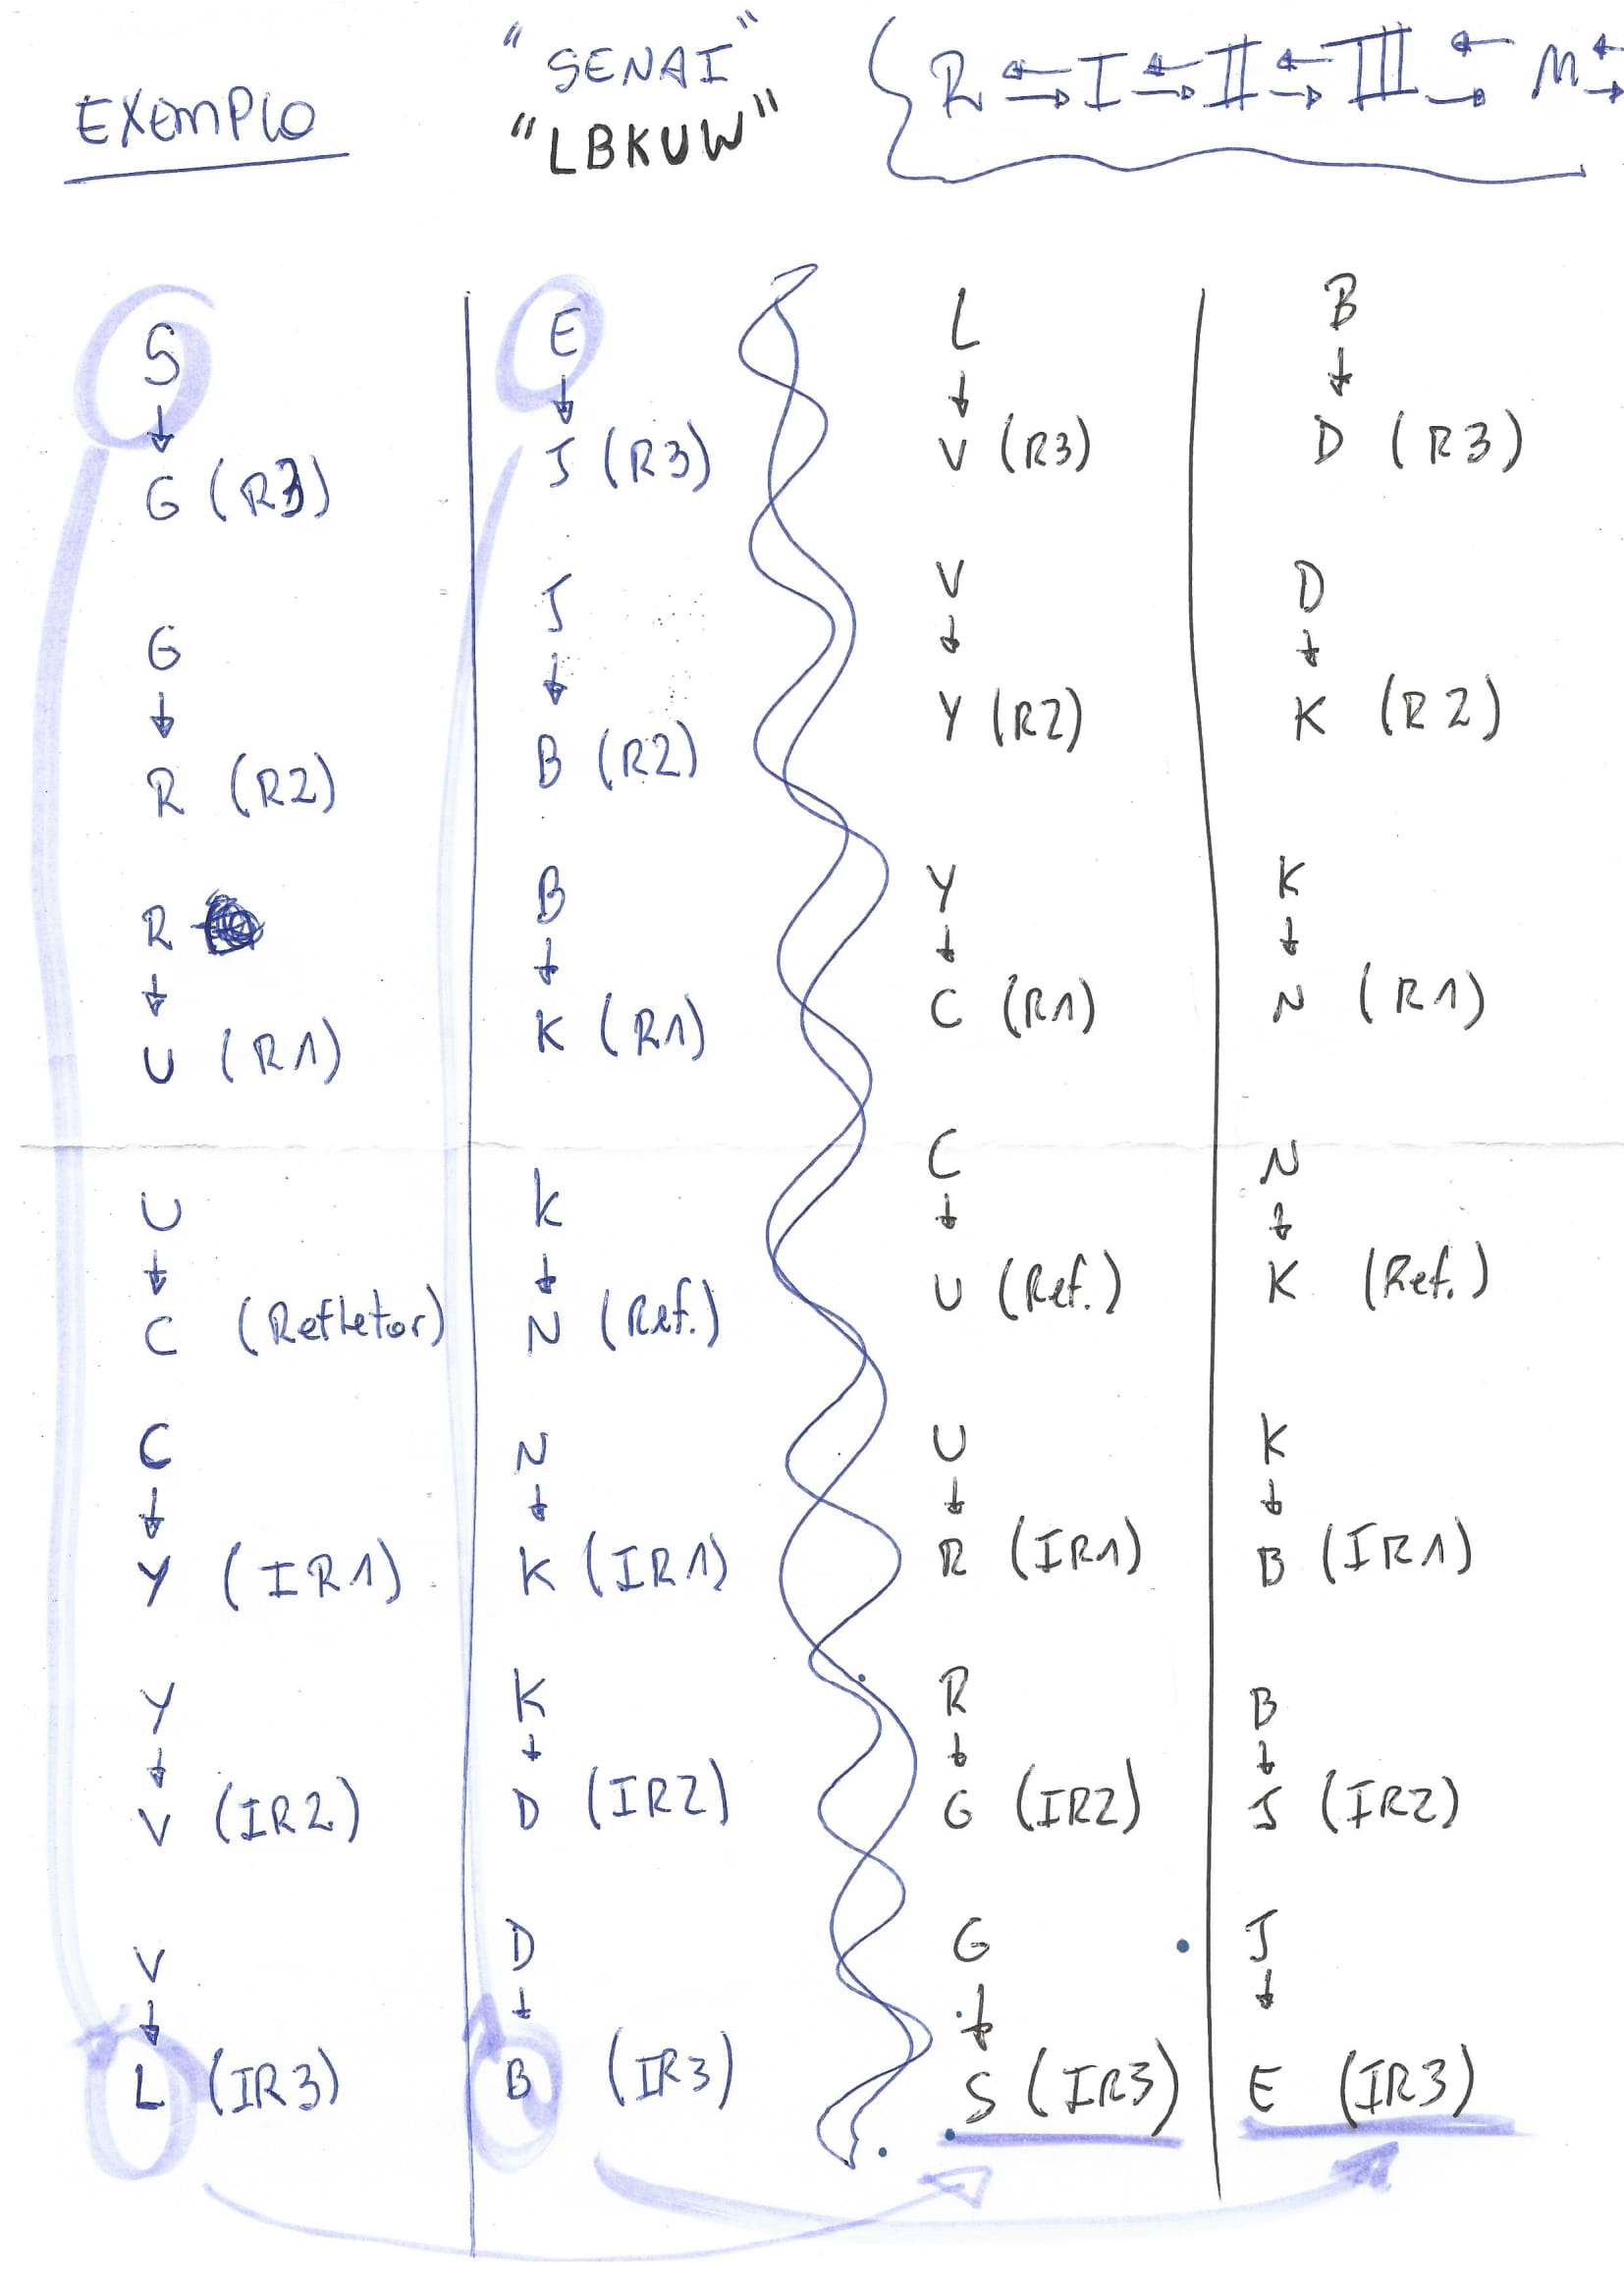 EXEMPLO
"SENAI"
"LBKUW"
R ⇄ I ⇄ II ⇄ III ⇄ M ⇄
S
↓
G (R3)
G
↓
R (R2)
R
↓
U (R1)
U
↓
C (Refletor)
C
↓
Y (IR1)
Y
↓
V (IR2)
V
↓
L (IR3)
E
↓
J (R3)
J
↓
B (R2)
B
↓
K (R1)
K
↓
N (Ref.)
N
↓
K (IR1)
K
↓
D (IR2)
D
↓
B (IR3)
L
↓
V (R3)
V
↓
Y (R2)
Y
↓
C (R1)
C
↓
U (Ref.)
U
↓
R (IR1)
R
↓
G (IR2)
G
↓
S (IR3)
B
↓
D (R3)
D
↓
K (R2)
K
↓
N (R1)
N
↓
K (Ref.)
K
↓
B (IR1)
B
↓
J (IR2)
J
↓
E (IR3)